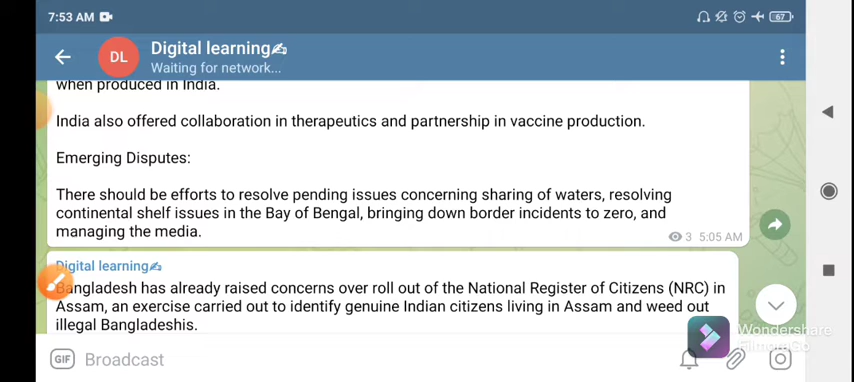 7:53 AM
67
DL
Digital learning✍
Waiting for network...
when produced in India.
India also offered collaboration in therapeutics and partnership in vaccine production.
Emerging Disputes:
There should be efforts to resolve pending issues concerning sharing of waters, resolving
continental shelf issues in the Bay of Bengal, bringing down border incidents to zero, and
managing the media.
3 5:05 AM
Digital learning✍
Bangladesh has already raised concerns over roll out of the National Register of Citizens (NRC) in
Assam, an exercise carried out to identify genuine Indian citizens living in Assam and weed out
illegal Bangladeshis.
Wondershare
FilmoraGo
GIF
Broadcast